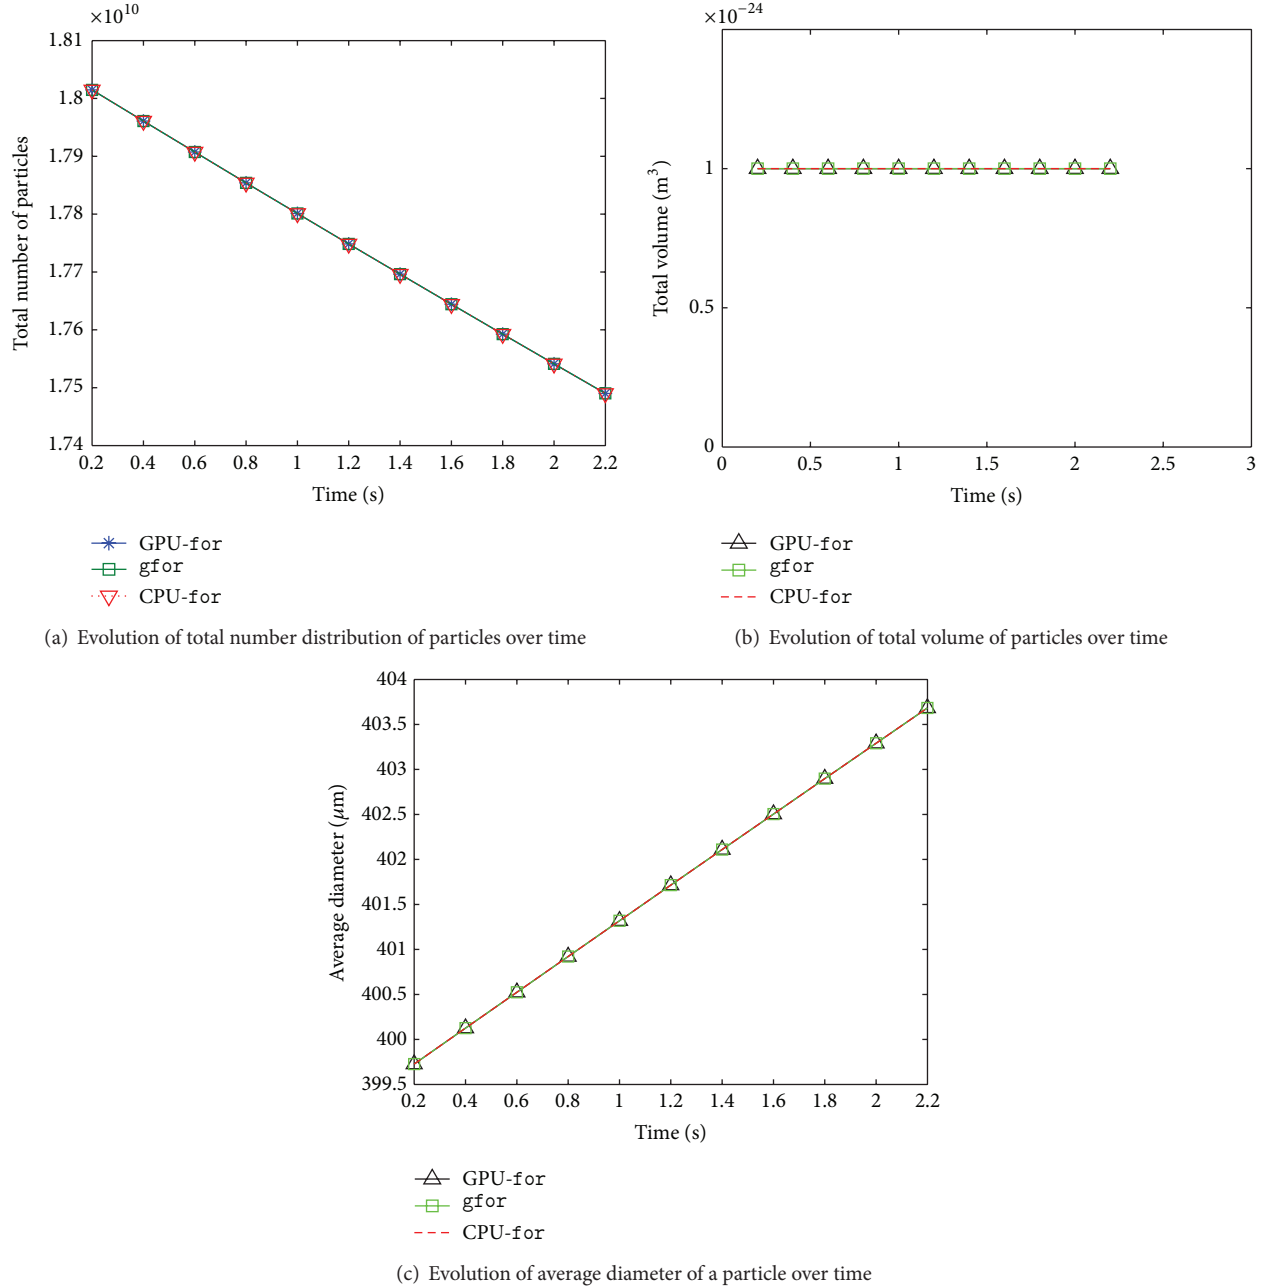 ×10^10
1.81
1.8
1.79
1.78
1.77
1.76
1.75
1.74
Total number of particles
0.2 0.4 0.6 0.8 1 1.2 1.4 1.6 1.8 2 2.2
Time (s)
GPU-for
gfor
CPU-for
(a) Evolution of total number distribution of particles over time
×10^−24
1
0.5
0
Total volume (m^3)
0 0.5 1 1.5 2 2.5 3
Time (s)
GPU-for
gfor
CPU-for
(b) Evolution of total volume of particles over time
404
403.5
403
402.5
402
401.5
401
400.5
400
399.5
Average diameter (μm)
0.2 0.4 0.6 0.8 1 1.2 1.4 1.6 1.8 2 2.2
Time (s)
GPU-for
gfor
CPU-for
(c) Evolution of average diameter of a particle over time